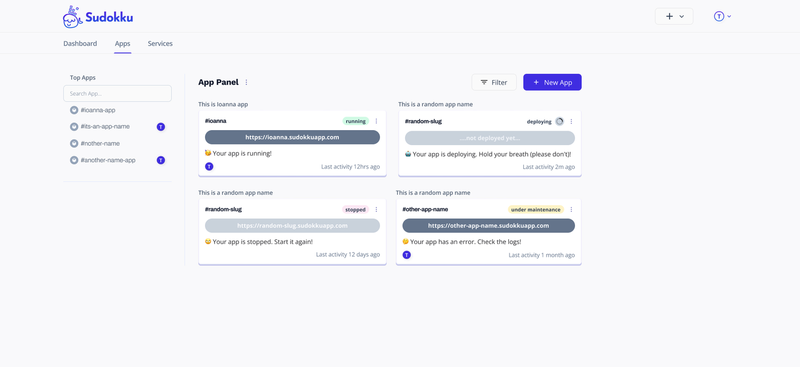 Sudokku
T
Dashboard
Apps
Services
Top Apps
Search App...
#ioanna-app
#its-an-app-name
T
#nother-name
#another-name-app
T
App Panel
Filter
+ New App
This is Ioanna app
#ioanna
running
https://ioanna.sudokkuapp.com
Your app is running!
T
Last activity 12hrs ago
This is a random app name
#random-slug
deploying
....not deployed yet...
Your app is deploying. Hold your breath (please don't)!
Last activity 2m ago
This is a random app name
#random-slug
stopped
https://random-slug.sudokkuapp.com
Your app is stopped. Start it again!
Last activity 12 days ago
This is a random app name
#other-app-name
under maintenance
https://other-app-name.sudokkuapp.com
Your app has an error. Check the logs!
T
Last activity 1 month ago